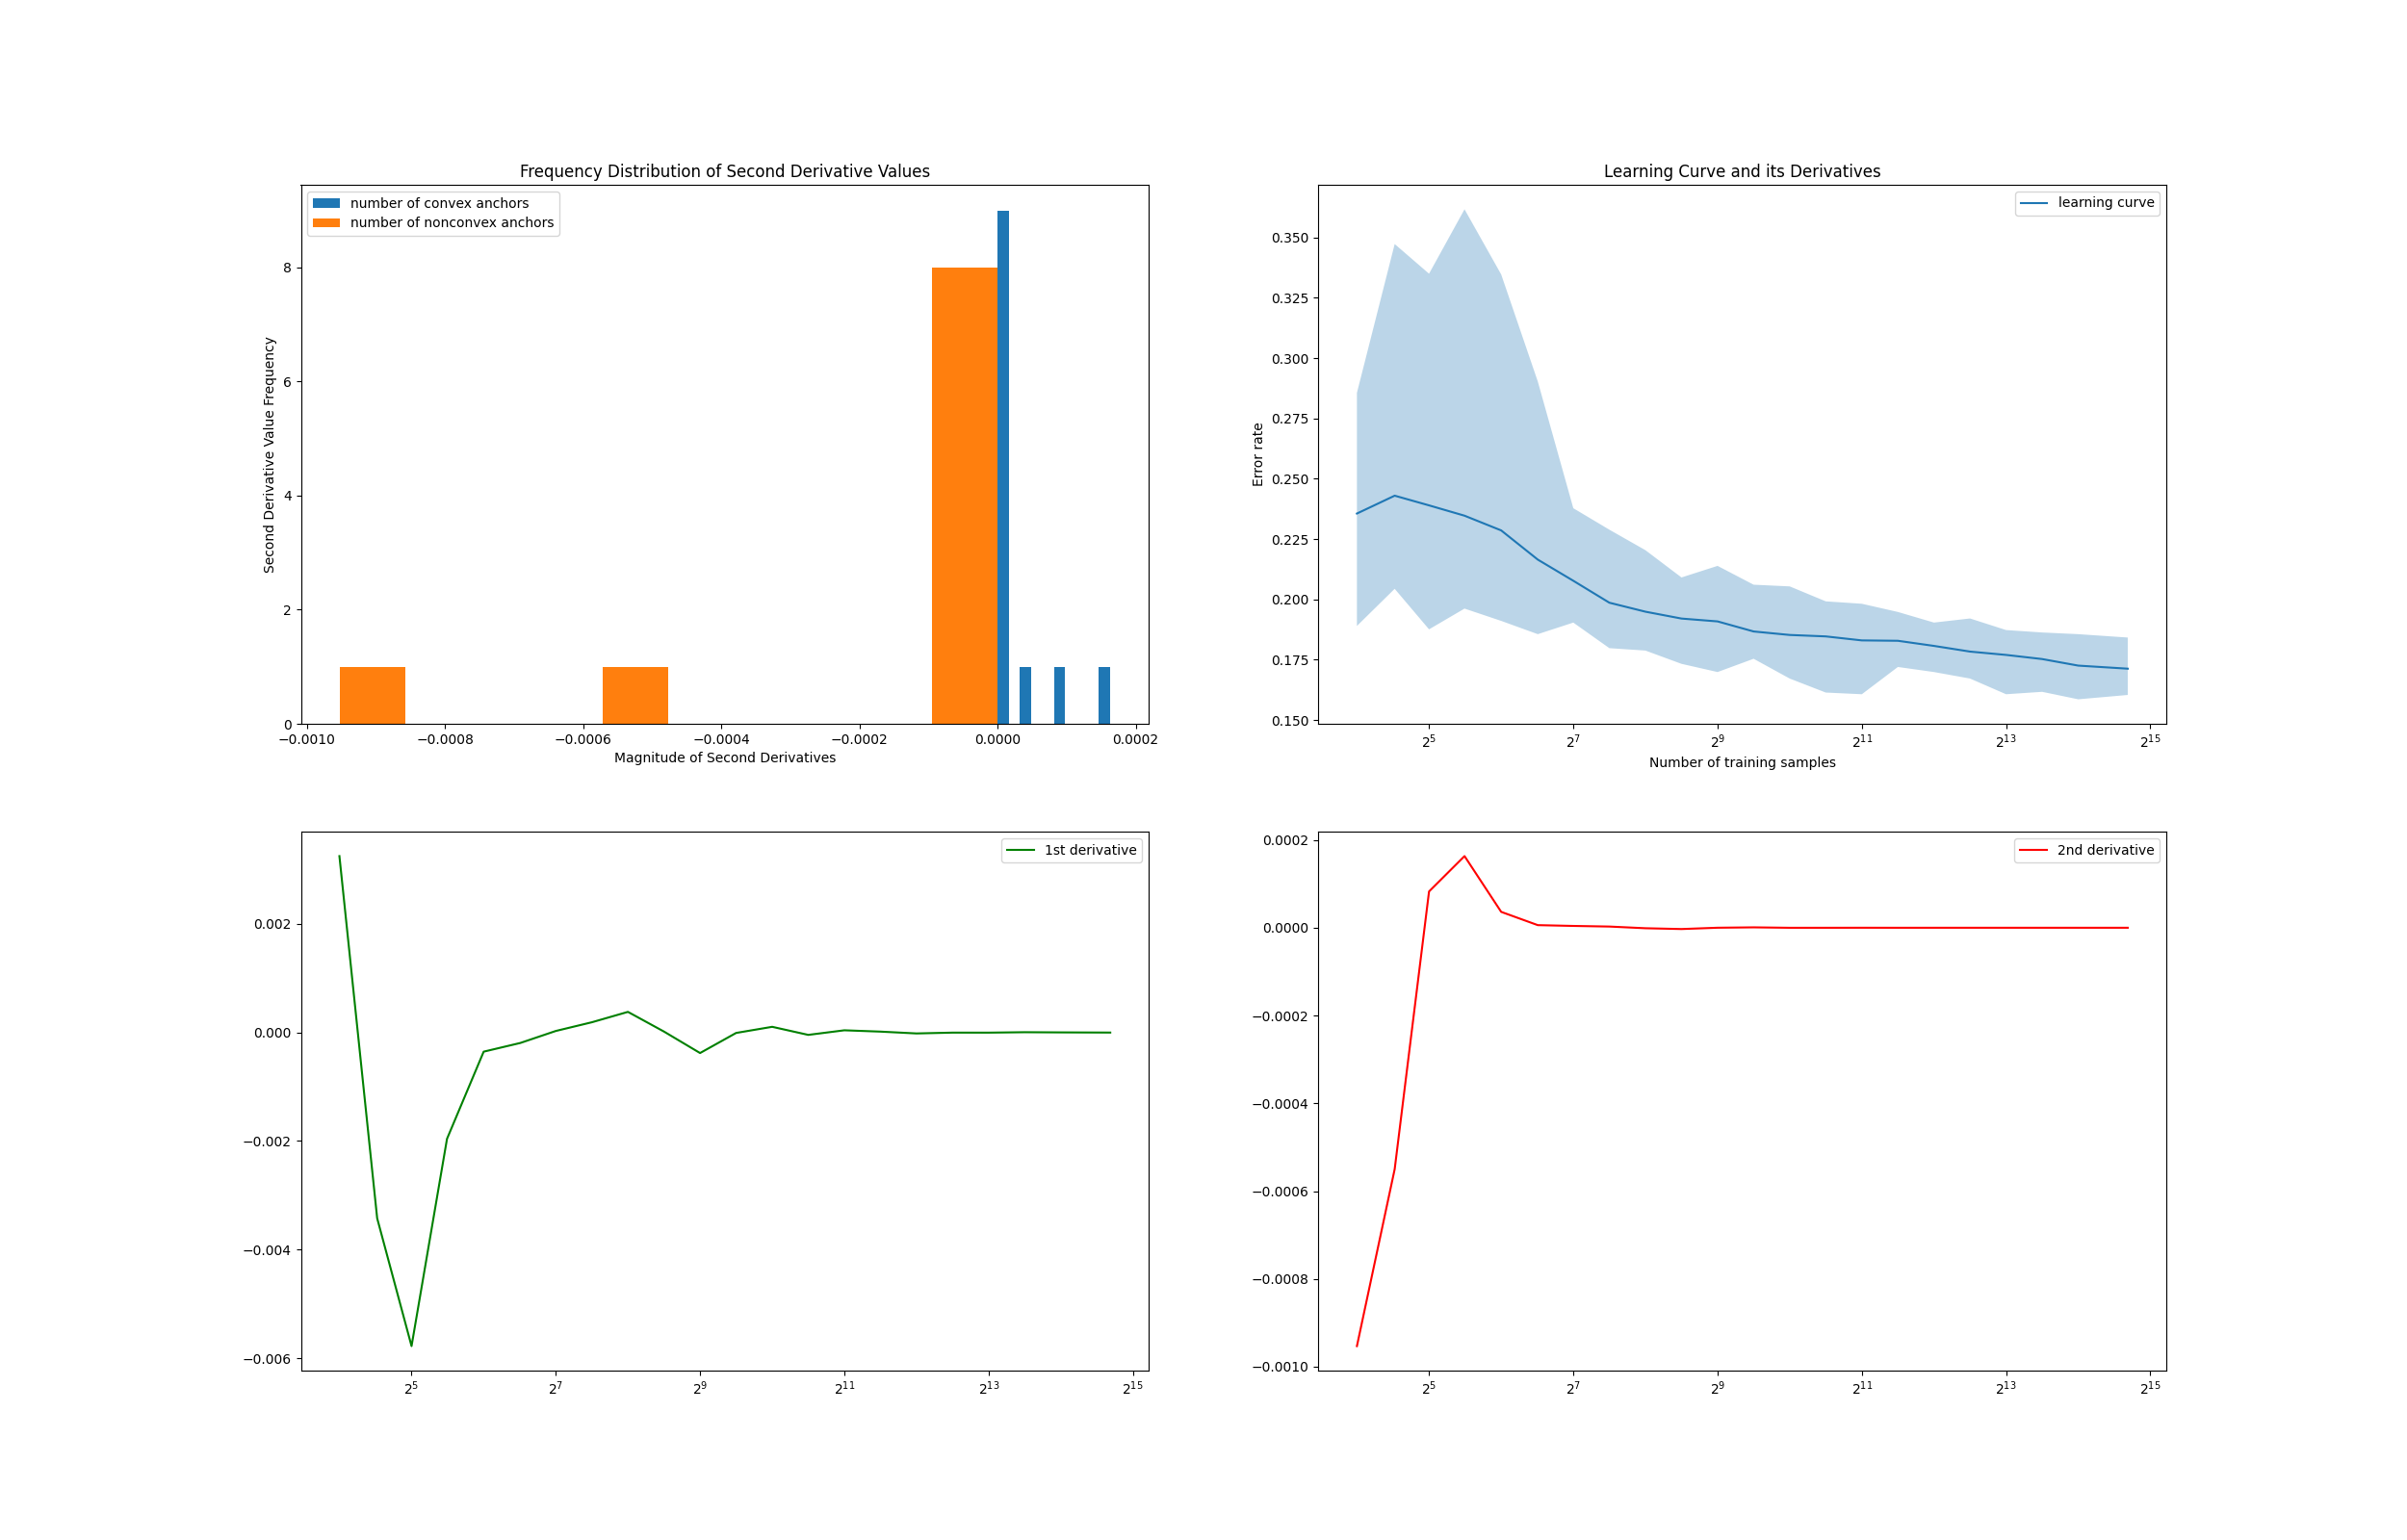 Frequency Distribution of Second Derivative Values
number of convex anchors
number of nonconvex anchors
Second Derivative Value Frequency
8
6
4
2
0
−0.0010 −0.0008 −0.0006 −0.0004 −0.0002 0.0000 0.0002
Magnitude of Second Derivatives
Learning Curve and its Derivatives
learning curve
Error rate
0.350
0.325
0.300
0.275
0.250
0.225
0.200
0.175
0.150
2^5 2^7 2^9 2^11 2^13 2^15
Number of training samples
1st derivative
0.002
0.000
−0.002
−0.004
−0.006
2^5 2^7 2^9 2^11 2^13 2^15
2nd derivative
0.0002
0.0000
−0.0002
−0.0004
−0.0006
−0.0008
−0.0010
2^5 2^7 2^9 2^11 2^13 2^15